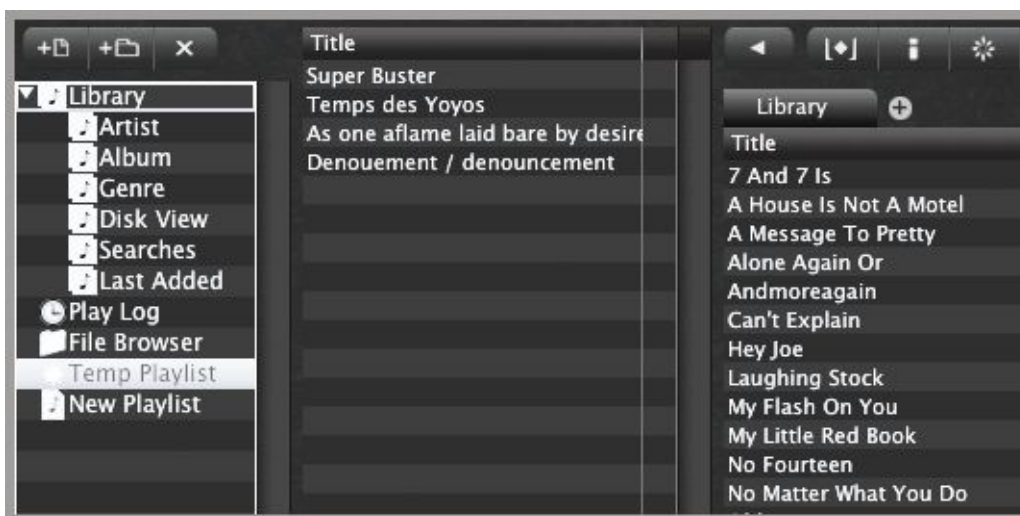 Library
Artist
Album
Genre
Disk View
Searches
Last Added
Play Log
File Browser
Temp Playlist
New Playlist
Title
Super Buster
Temps des Yoyos
As one aflame laid bare by desire
Denouement / denouncement
Library
Title
7 And 7 Is
A House Is Not A Motel
A Message To Pretty
Alone Again Or
Andmoreagain
Can't Explain
Hey Joe
Laughing Stock
My Flash On You
My Little Red Book
No Fourteen
No Matter What You Do